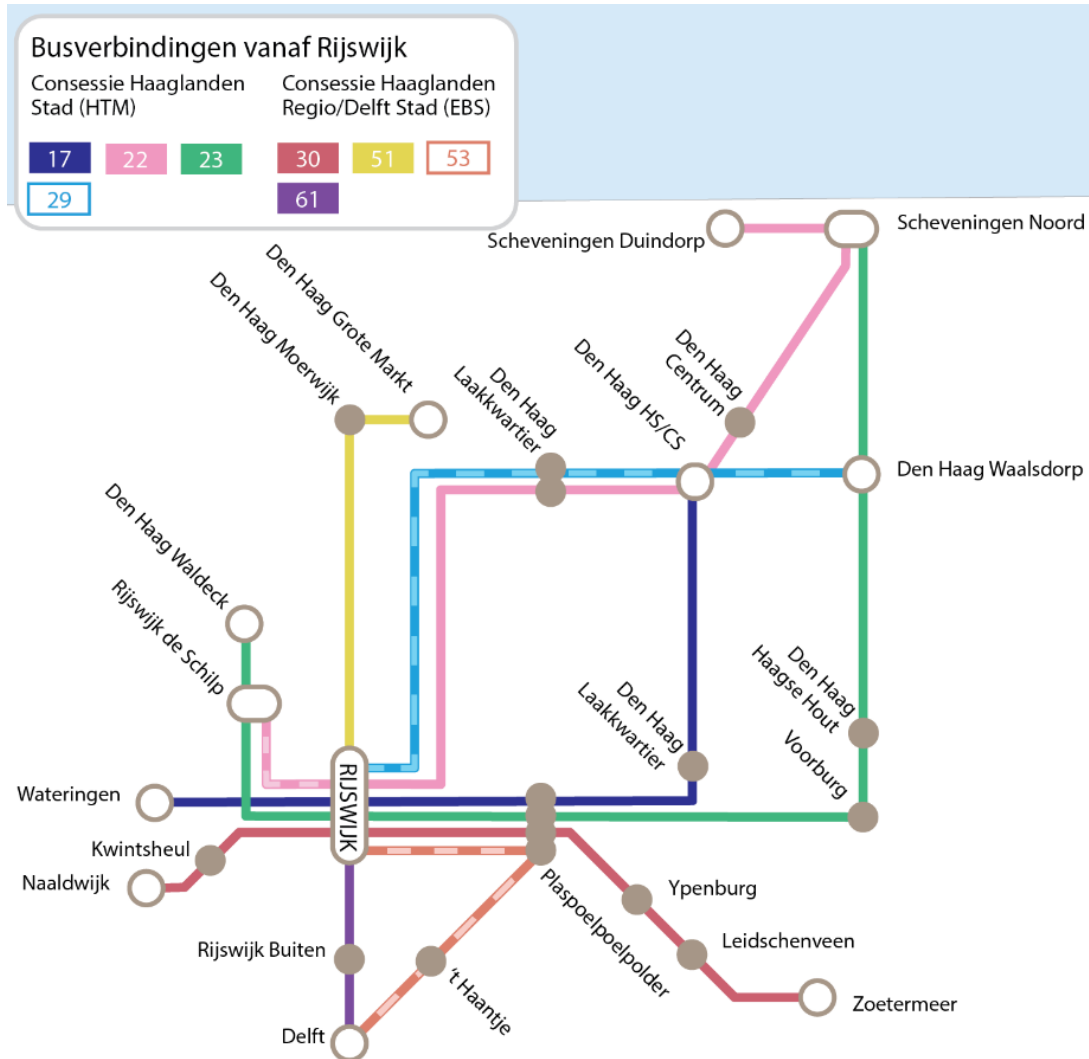 Busverbindingen vanaf Rijswijk
Consessie Haaglanden
Stad (HTM)
17 22 23
29
Consessie Haaglanden
Regio/Delft Stad (EBS)
30 51 53
61
Scheveningen Duindorp
Scheveningen Noord
Den Haag Grote Markt
Den Haag Moerwijk
Den Haag
Laakkwartier
Den Haag HS/CS
Den Haag
Centrum
Den Haag Waalsdorp
Den Haag Waldeck
Rijswijk de Schilp
Den Haag
Laakkwartier
Den Haag
Haagse Hout
Voorburg
Wateringen
RIJSWIJK
Kwintsheul
Naaldwijk
Plaspoelpoelpolder
Ypenburg
Leidschenveen
Zoetermeer
Rijswijk Buiten
't Haantje
Delft